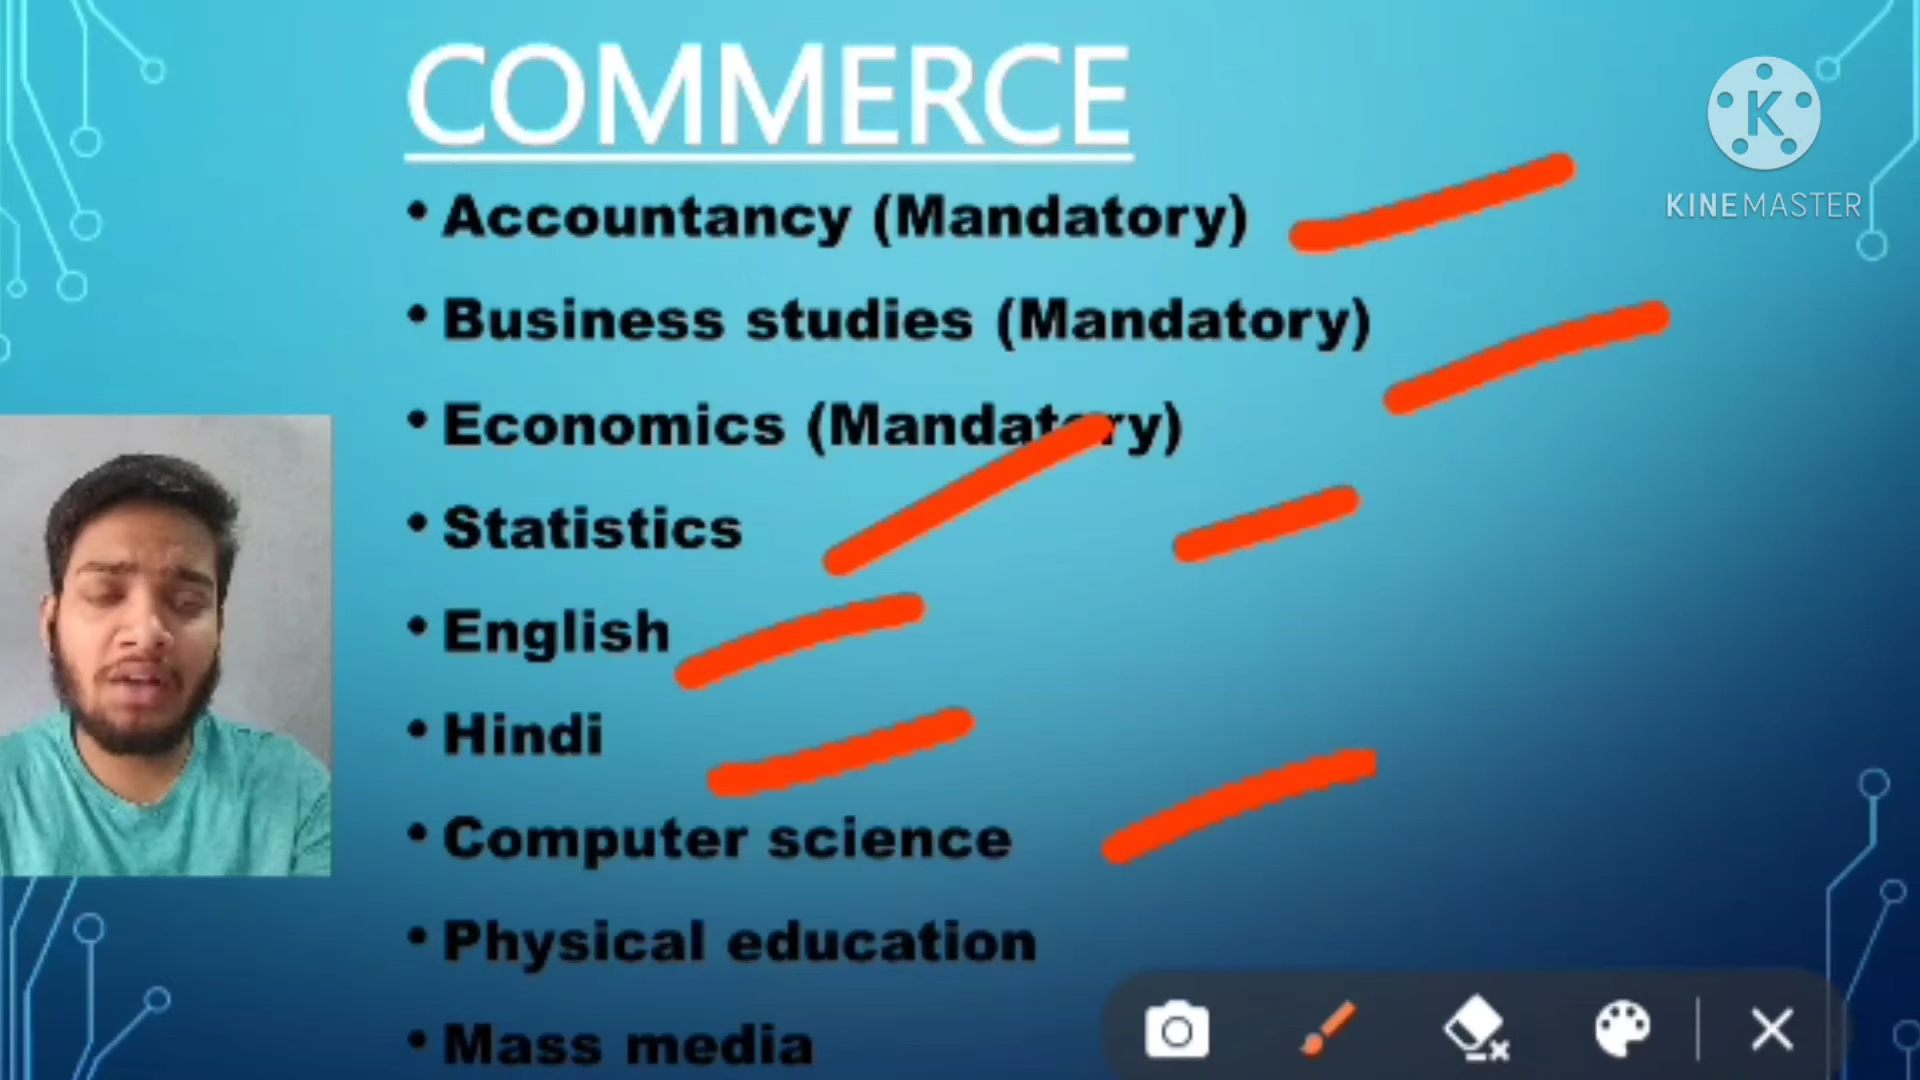 COMMERCE
• Accountancy (Mandatory)
• Business studies (Mandatory)
• Economics (Mandatory)
• Statistics
• English
• Hindi
• Computer science
• Physical education
• Mass media
K
KINEMASTER